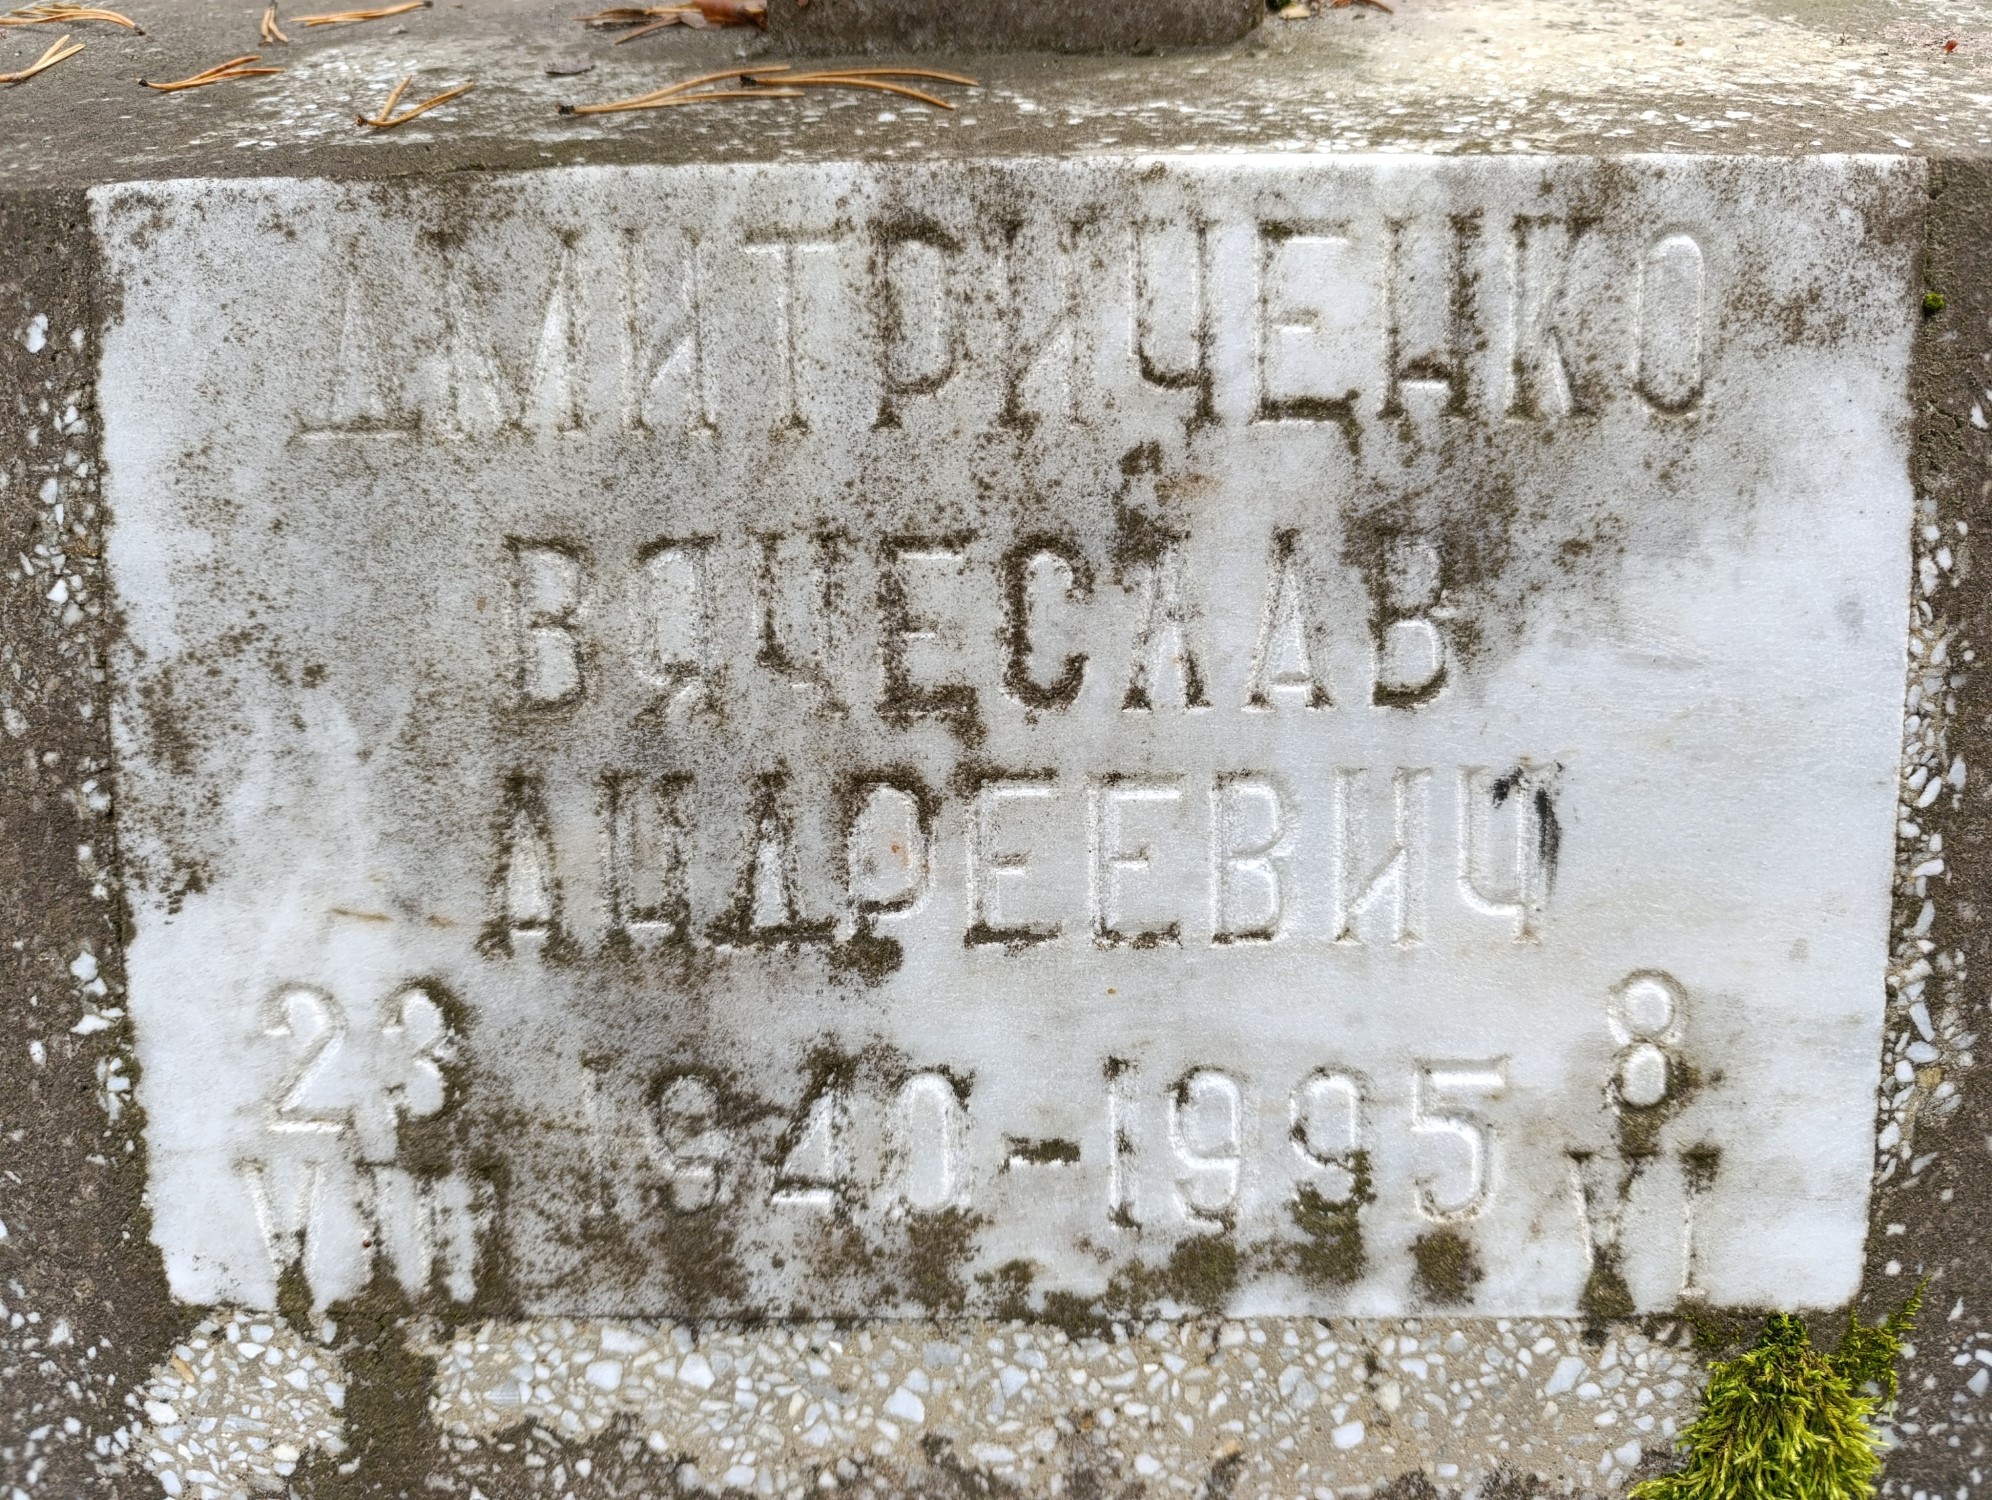 ДМИТРИЧЕНКО
ВЯЧЕСЛАВ
АНДРЕЕВИЧ
23
VIII
1940-1995
8
VI